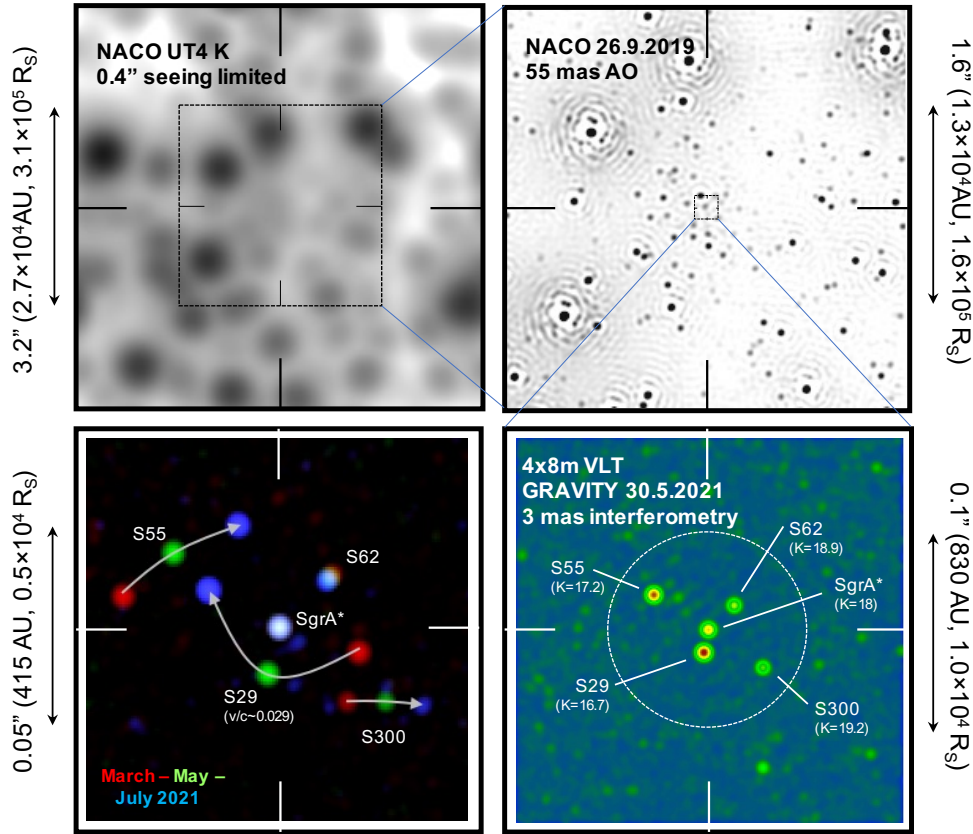 NACO UT4 K
0.4” seeing limited
3.2” (2.7×10⁴AU, 3.1×10⁵ R_S)
NACO 26.9.2019
55 mas AO
1.6” (1.3×10⁴AU, 1.6×10⁵ R_S)
S55
S62
SgrA*
S29
(v/c~0.029)
S300
March – May –
July 2021
0.05” (415 AU, 0.5×10⁴ R_S)
4x8m VLT
GRAVITY 30.5.2021
3 mas interferometry
S62
(K=18.9)
S55
(K=17.2)
SgrA*
(K=18)
S29
(K=16.7)
S300
(K=19.2)
0.1” (830 AU, 1.0×10⁴ R_S)